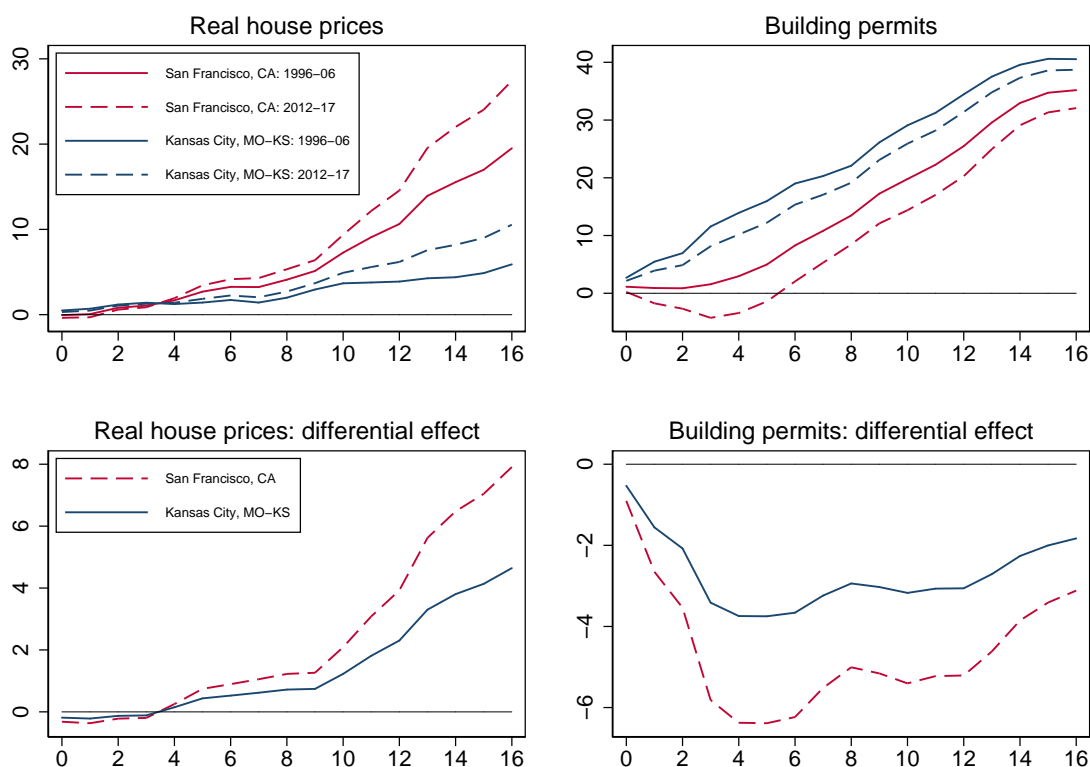 Real house prices
30
20
10
0
San Francisco, CA: 1996−06
San Francisco, CA: 2012−17
Kansas City, MO−KS: 1996−06
Kansas City, MO−KS: 2012−17
0 2 4 6 8 10 12 14 16
Building permits
40
30
20
10
0
0 2 4 6 8 10 12 14 16
Real house prices: differential effect
8
6
4
2
0
San Francisco, CA
Kansas City, MO−KS
0 2 4 6 8 10 12 14 16
Building permits: differential effect
0
−2
−4
−6
0 2 4 6 8 10 12 14 16